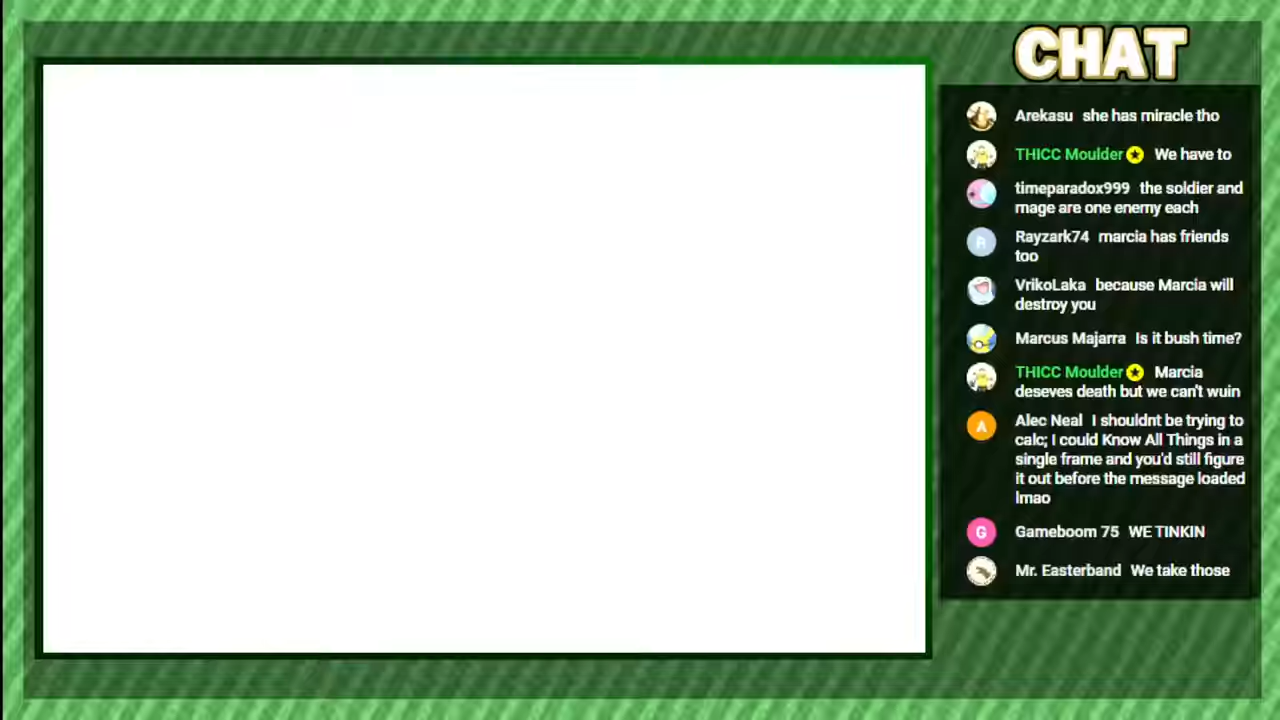 CHAT
Arekasu she has miracle tho
THICC Moulder We have to
timeparadox999 the soldier and
mage are one enemy each
R
Rayzark74 marcia has friends
too
VrikoLaka because Marcia will
destroy you
Marcus Majarra Is it bush time?
THICC Moulder Marcia
deseves death but we can't wuin
A
Alec Neal I shouldnt be trying to
calc; I could Know All Things in a
single frame and you'd still figure
it out before the message loaded
lmao
G
Gameboom 75 WE TINKIN
Mr. Easterband We take those